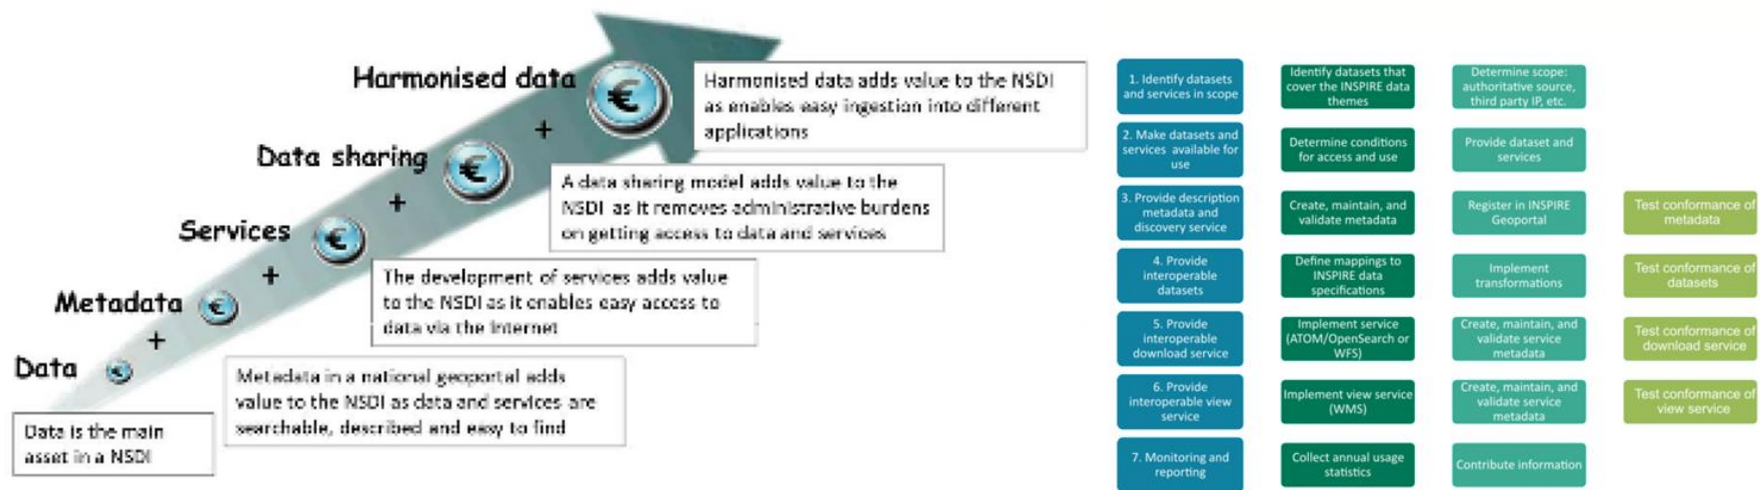 Harmonised data
€
Harmonised data adds value to the NSDI
as enables easy ingestion into different
applications
+
Data sharing
€
A data sharing model adds value to the
NSDI as it removes administrative burdens
on getting access to data and services
+
Services
€
The development of services adds value
to the NSDI as it enables easy access to
data via the Internet
+
Metadata
€
Metadata in a national geoportal adds
value to the NSDI as data and services are
searchable, described and easy to find
+
Data
€
Data is the main
asset in a NSDI
1. Identify datasets
and services in scope
Identify datasets that
cover the INSPIRE data
themes
Determine scope:
authoritative source,
third party IP, etc.
2. Make datasets and
services available for
use
Determine conditions
for access and use
Provide dataset and
services
3. Provide description
metadata and
discovery service
Create, maintain, and
validate metadata
Register in INSPIRE
Geoportal
Test conformance of
metadata
4. Provide
interoperable
datasets
Define mappings to
INSPIRE data
specifications
Implement
transformations
Test conformance of
datasets
5. Provide
interoperable
download service
Implement service
(ATOM/OpenSearch or
WFS)
Create, maintain, and
validate service
metadata
Test conformance of
download service
6. Provide
interoperable view
service
Implement view service
(WMS)
Create, maintain, and
validate service
metadata
Test conformance of
view service
7. Monitoring and
reporting
Collect annual usage
statistics
Contribute information